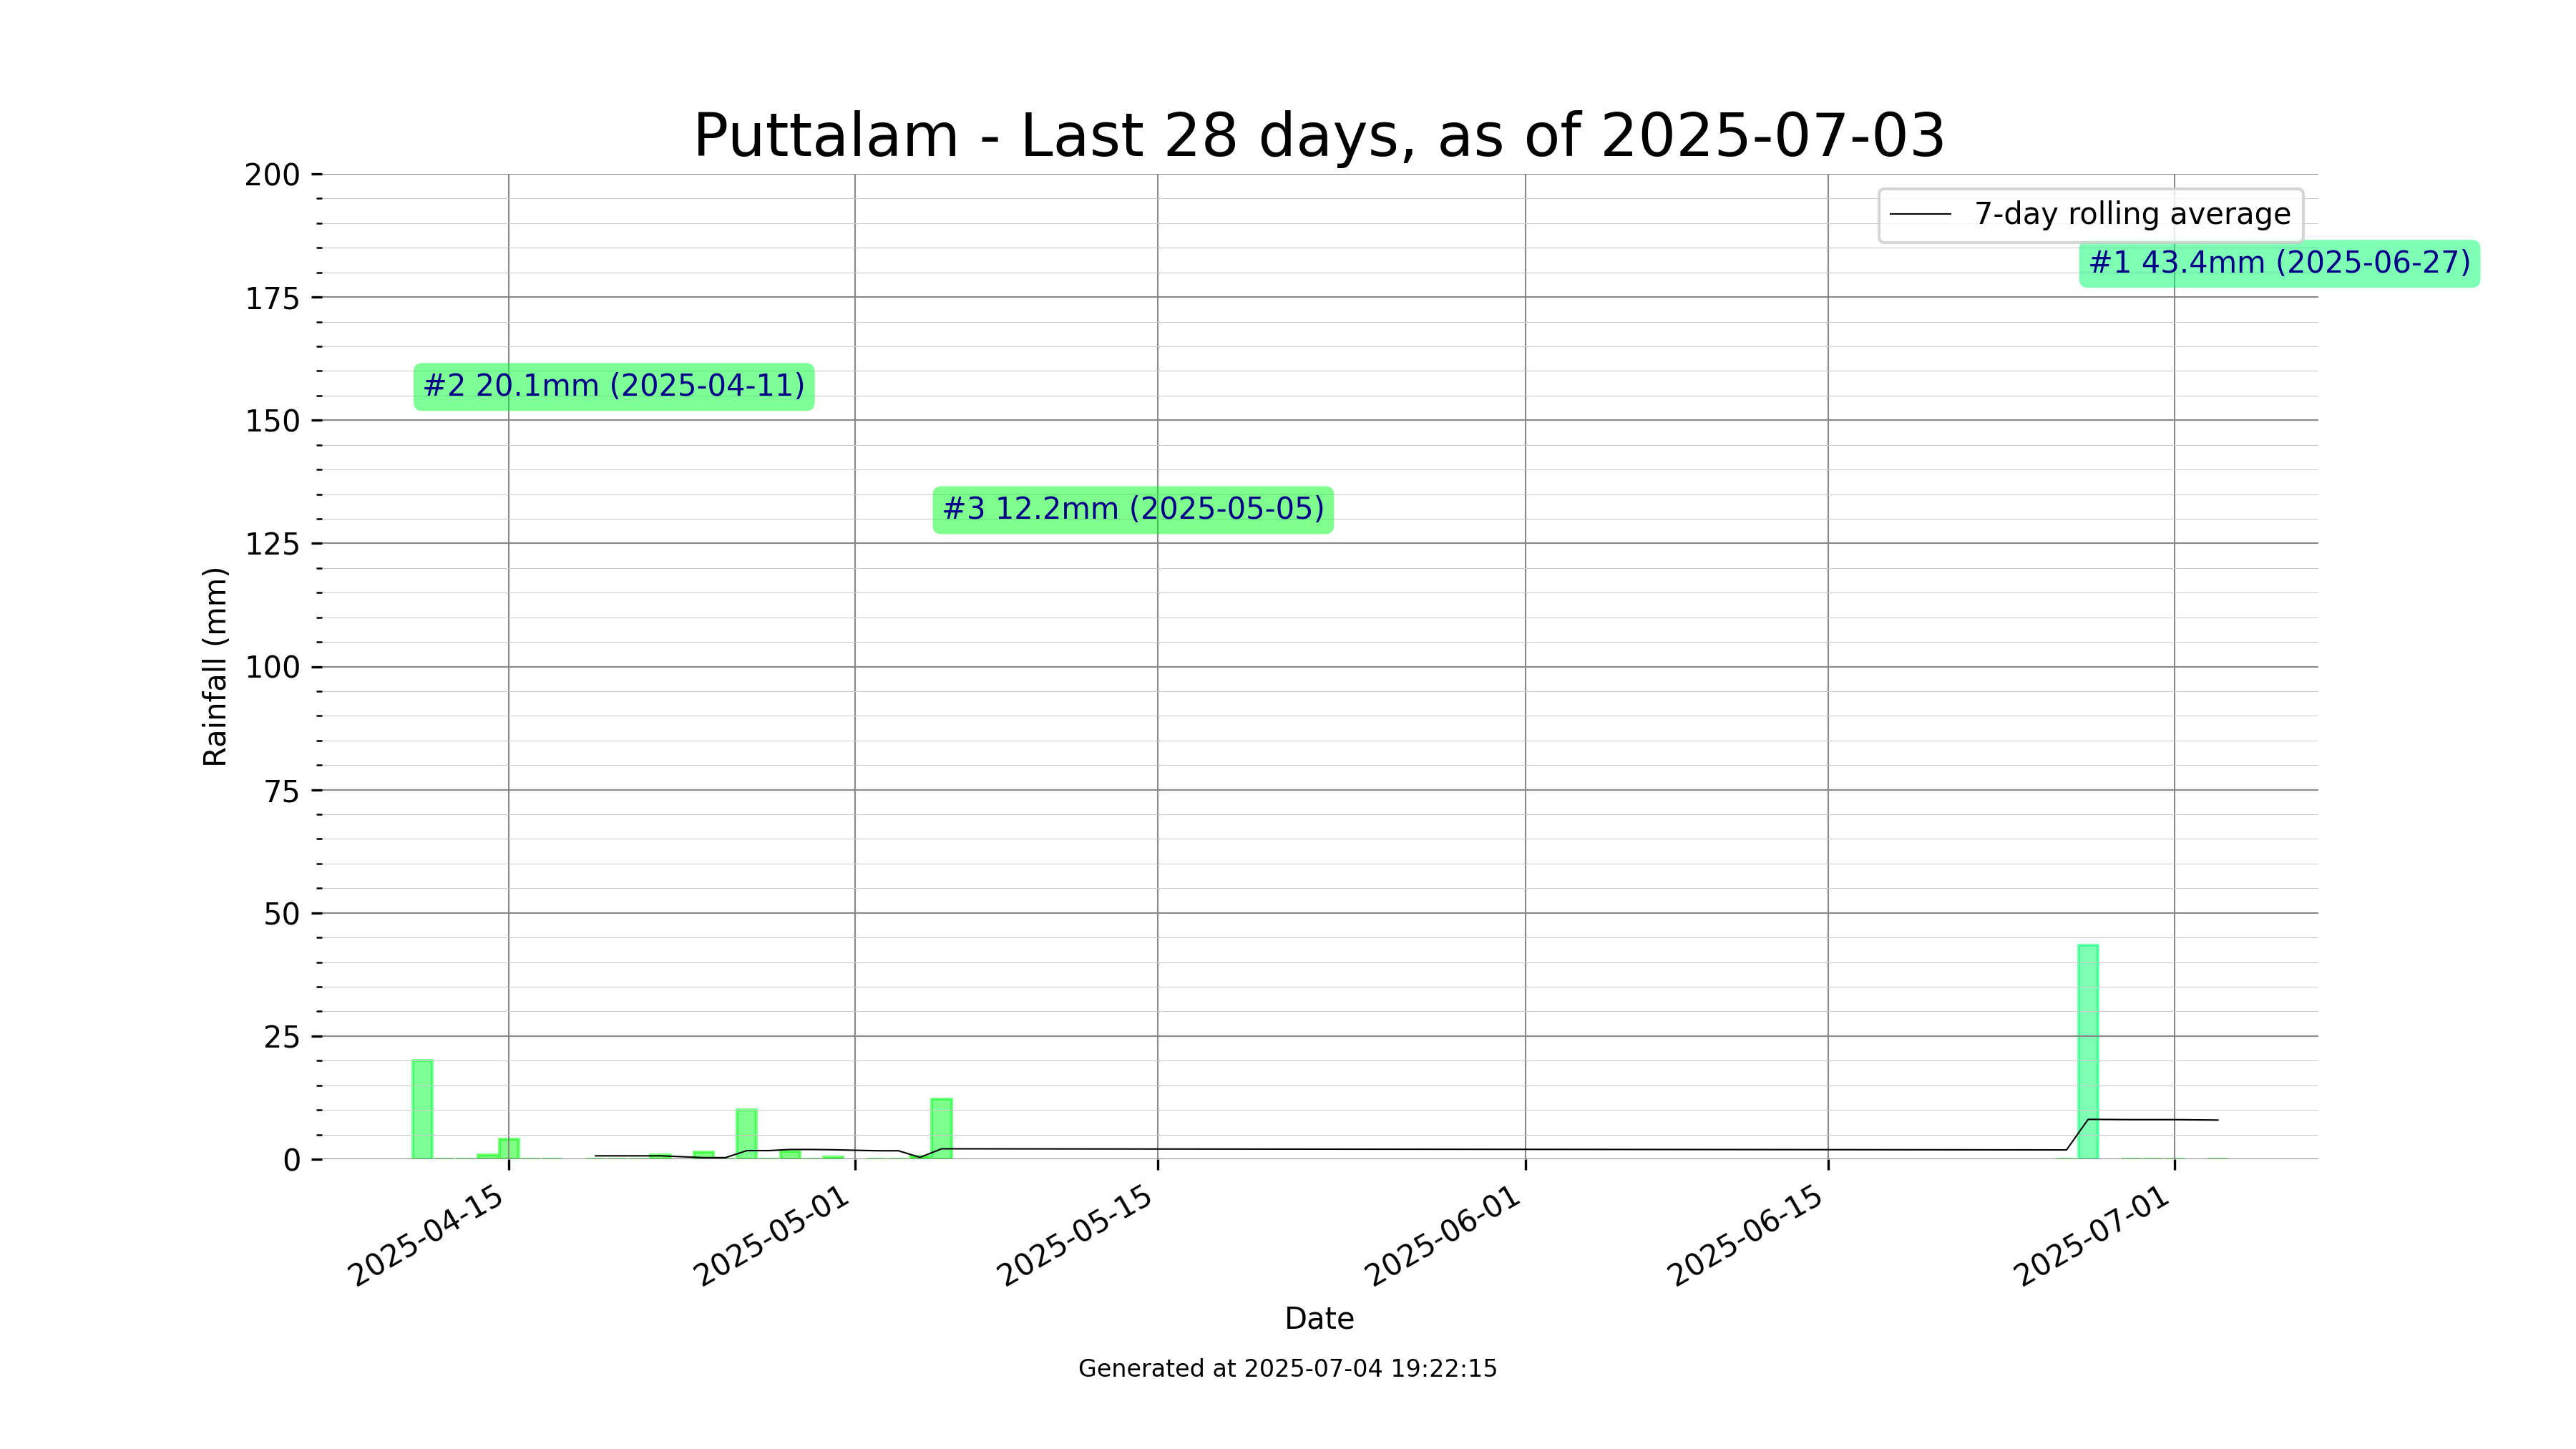 Puttalam - Last 28 days, as of 2025-07-03
200
175
150
125
100
75
50
25
0
Rainfall (mm)
7-day rolling average
#1 43.4mm (2025-06-27)
#2 20.1mm (2025-04-11)
#3 12.2mm (2025-05-05)
2025-04-15
2025-05-01
2025-05-15
2025-06-01
2025-06-15
2025-07-01
Date
Generated at 2025-07-04 19:22:15